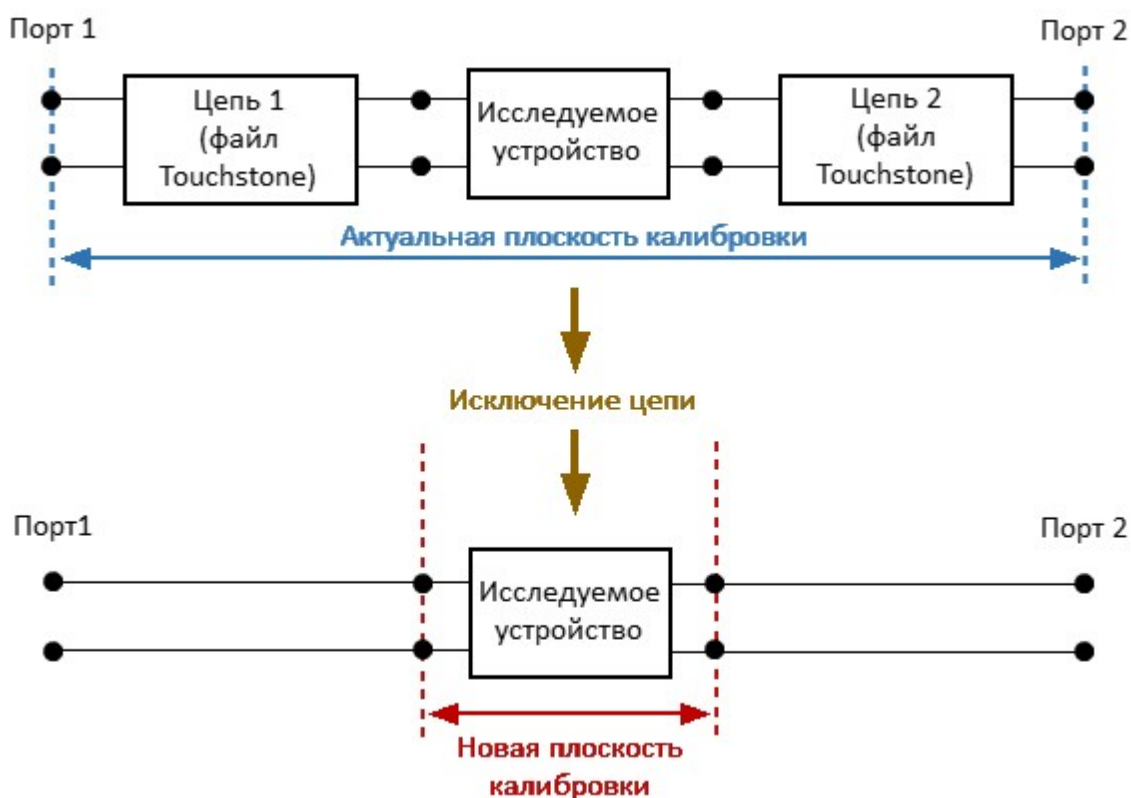 Порт 1
Порт 2
Цепь 1
(файл
Touchstone)
Исследуемое
устройство
Цепь 2
(файл
Touchstone)
Актуальная плоскость калибровки
Исключение цепи
Порт1
Порт 2
Исследуемое
устройство
Новая плоскость
калибровки